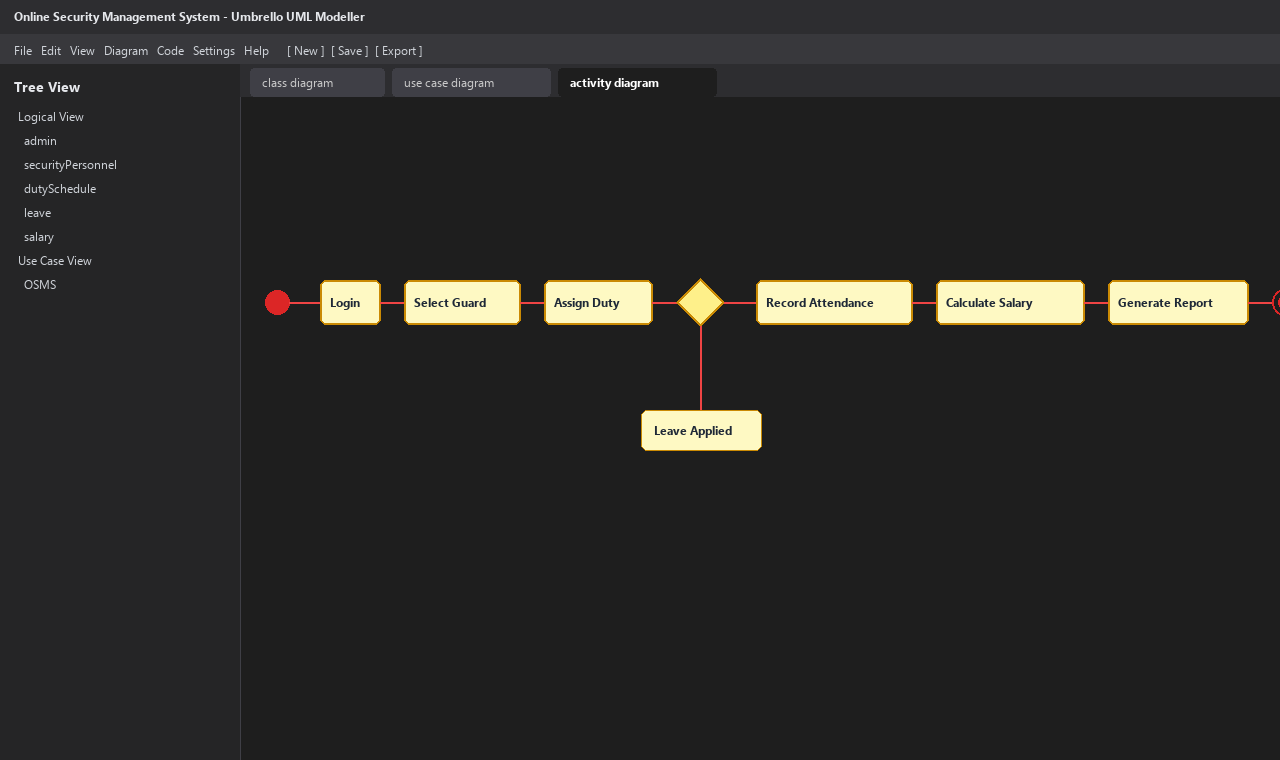 Online Security Management System - Umbrello UML Modeller
File Edit View Diagram Code Settings Help [ New ] [ Save ] [ Export ]
Tree View
Logical View
admin
securityPersonnel
dutySchedule
leave
salary
Use Case View
OSMS
class diagram use case diagram activity diagram
Login Select Guard Assign Duty Record Attendance Calculate Salary Generate Report
Leave Applied